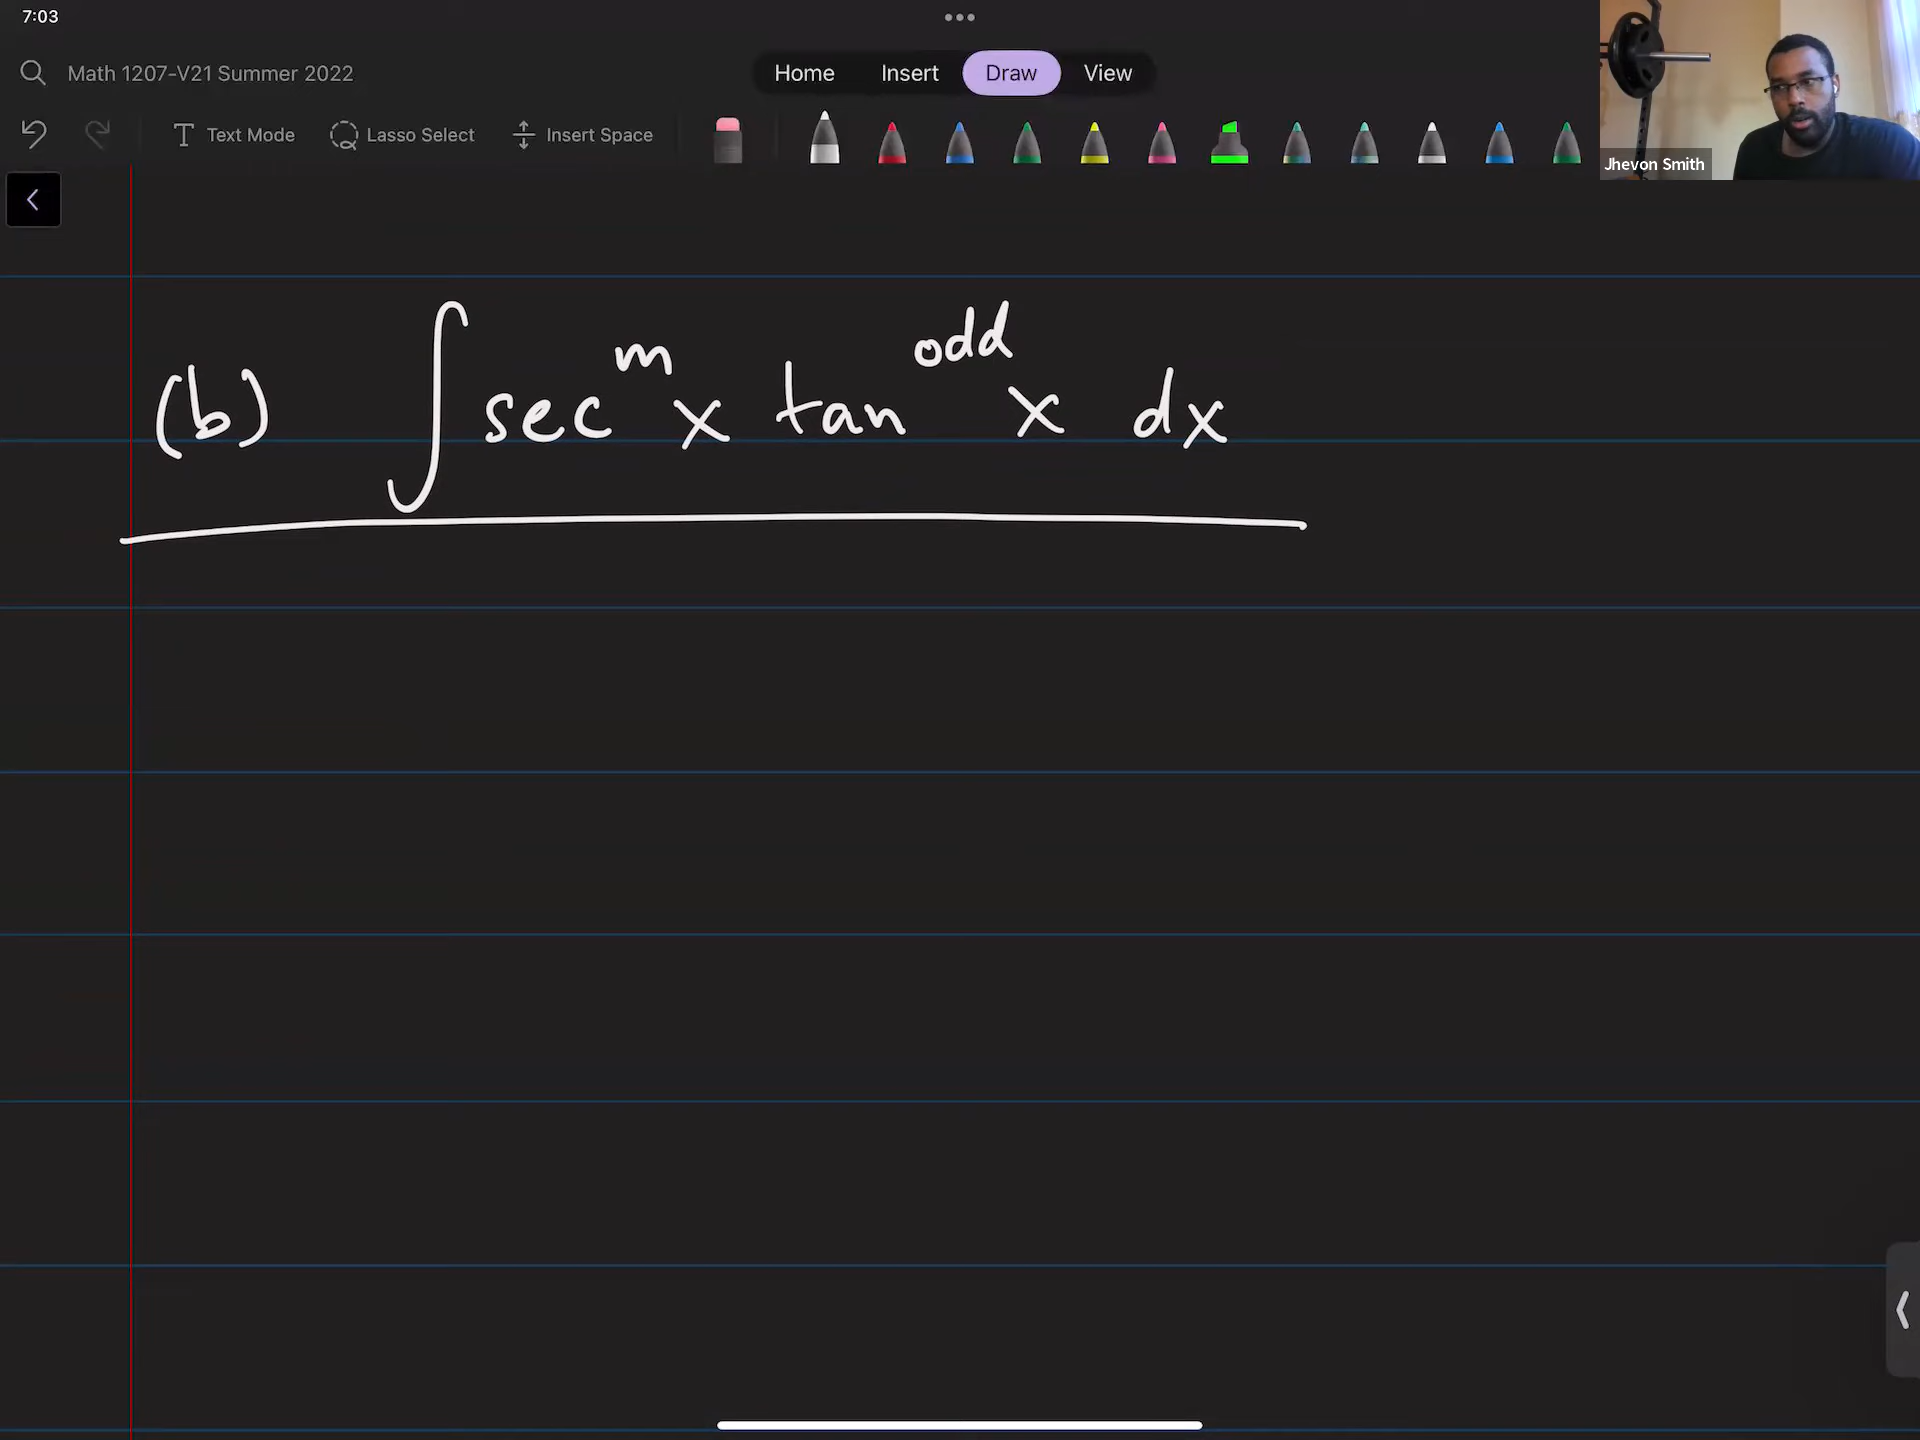 7:03
Math 1207-V21 Summer 2022
Home Insert Draw View
Text Mode Lasso Select Insert Space
Jhevon Smith
(b) ∫ sec^m x tan^odd x dx